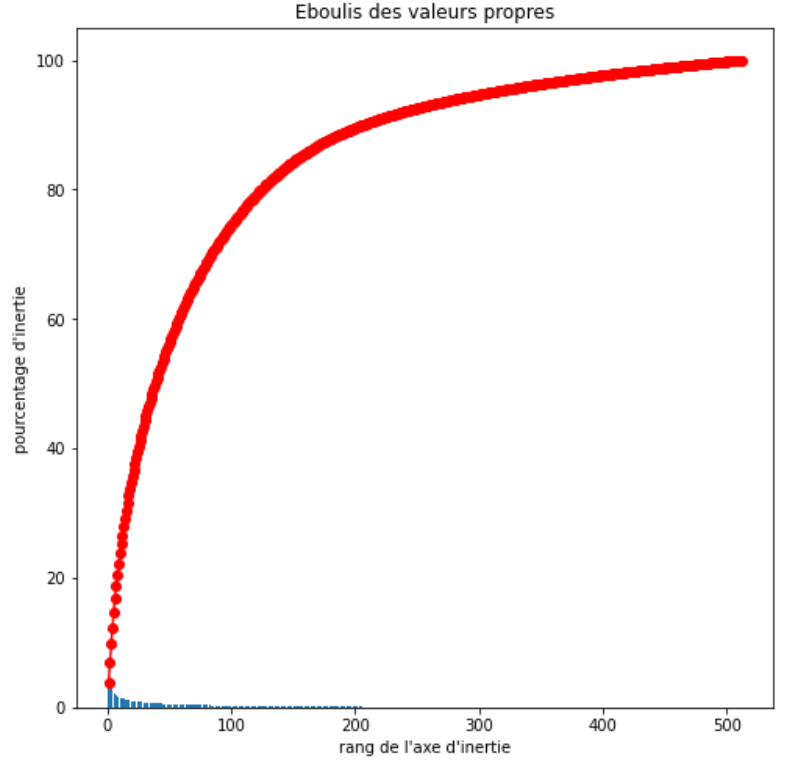 Eboulis des valeurs propres
100
80
60
40
20
0
pourcentage d'inertie
0 100 200 300 400 500
rang de l'axe d'inertie